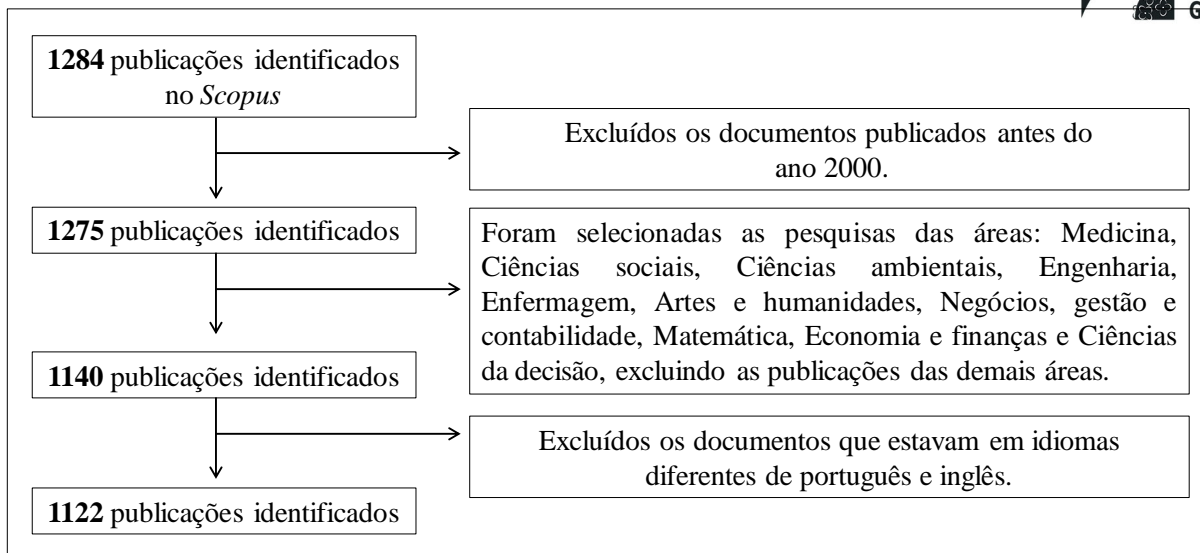 G
1284 publicações identificados
no Scopus
Excluídos os documentos publicados antes do
ano 2000.
1275 publicações identificados
Foram selecionadas as pesquisas das áreas: Medicina,
Ciências sociais, Ciências ambientais, Engenharia,
Enfermagem, Artes e humanidades, Negócios, gestão e
contabilidade, Matemática, Economia e finanças e Ciências
da decisão, excluindo as publicações das demais áreas.
1140 publicações identificados
Excluídos os documentos que estavam em idiomas
diferentes de português e inglês.
1122 publicações identificados